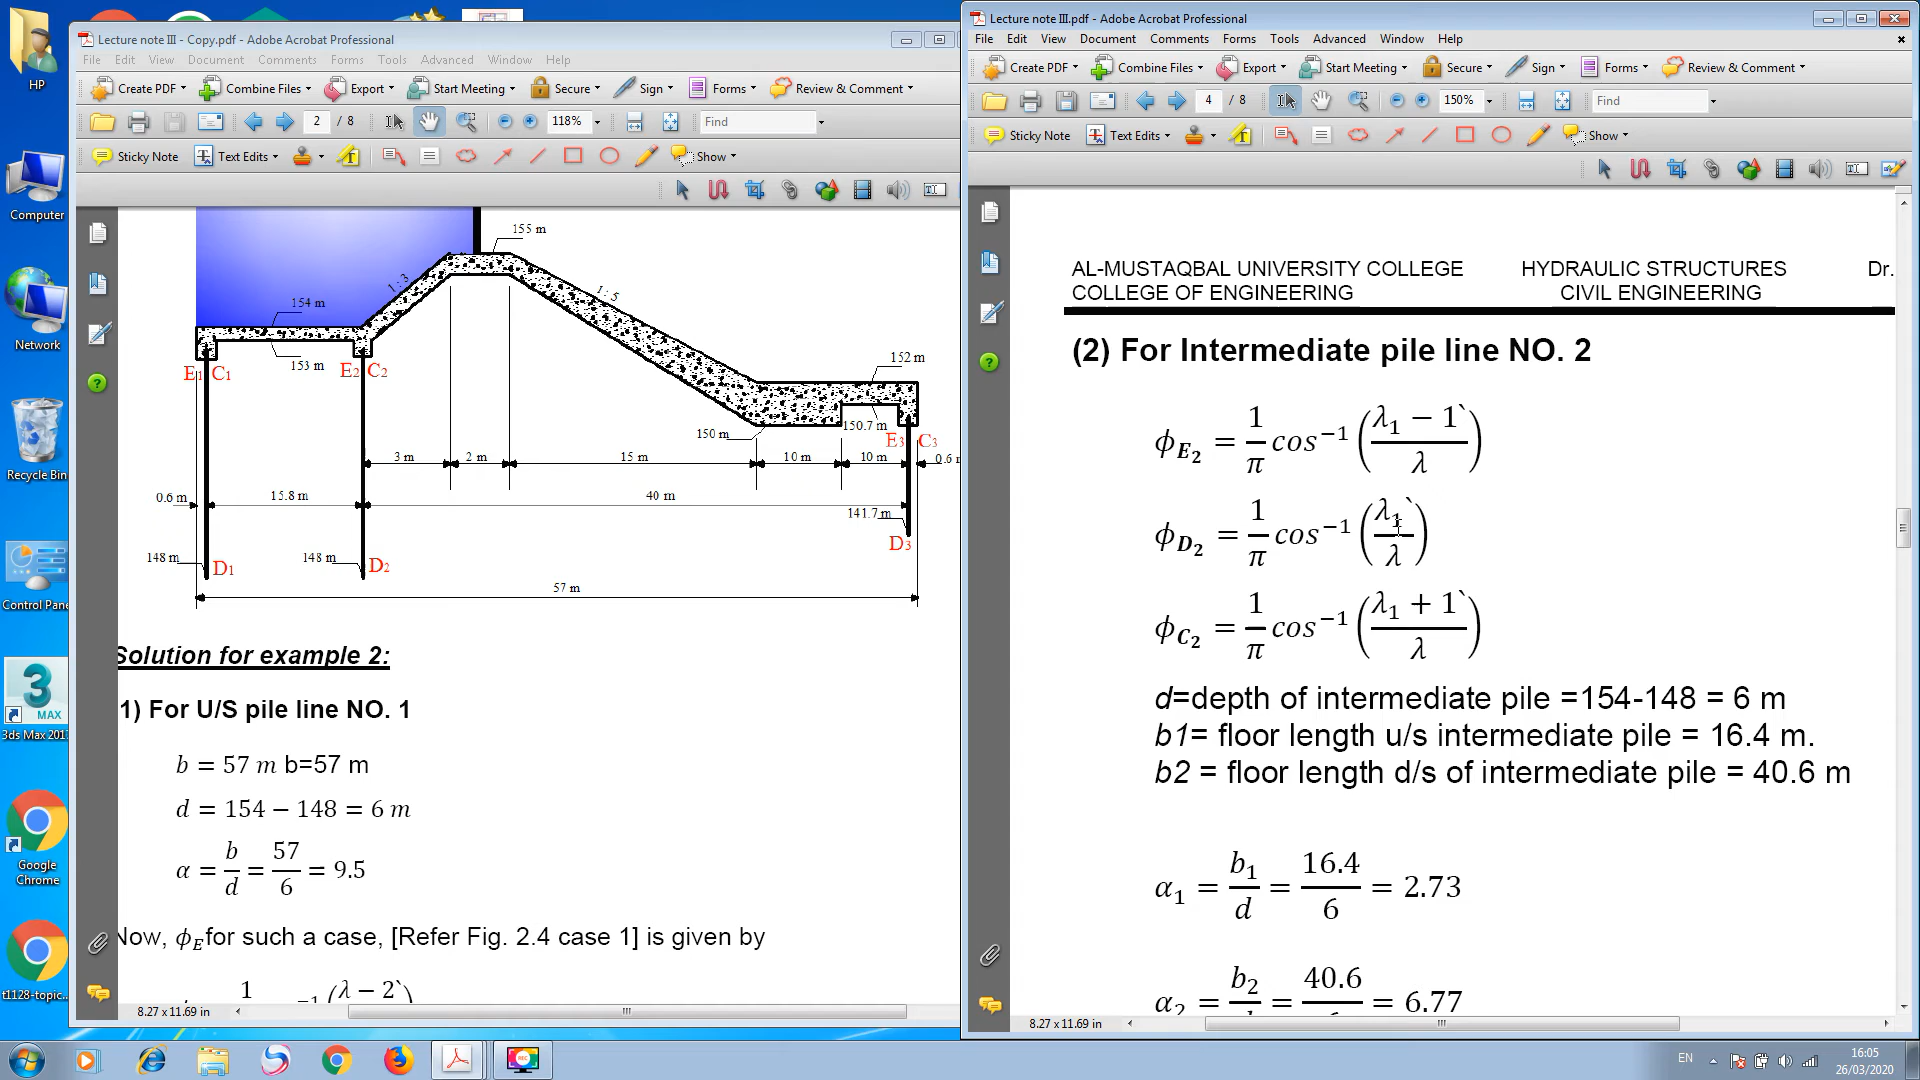 HP
Computer
Network
Recycle Bin
Control Pane
3ds Max 201
Google
Chrome
t1128-topic...
Lecture note III - Copy.pdf - Adobe Acrobat Professional
File Edit View Document Comments Forms Tools Advanced Window Help
Create PDF Combine Files Export Start Meeting Secure Sign Forms Review & Comment
2 / 8 118% Find
Sticky Note Text Edits Show
155 m
1 : 3
1 : 5
154 m
153 m
152 m
E1 C1 E2 C2
150 m
150.7 m
E3 C3
3 m 2 m 15 m 10 m 10 m 0.6 m
0.6 m 15.8 m 40 m
141.7 m
D3
148 m D1 148 m D2
57 m
Solution for example 2:
1) For U/S pile line NO. 1
b = 57 m b=57 m
d = 154 − 148 = 6 m
α = b/d = 57/6 = 9.5
Now, ϕE for such a case, [Refer Fig. 2.4 case 1] is given by
1 −1 (λ − 2`
8.27 x 11.69 in
Lecture note III.pdf - Adobe Acrobat Professional
File Edit View Document Comments Forms Tools Advanced Window Help
Create PDF Combine Files Export Start Meeting Secure Sign Forms Review & Comment
4 / 8 150% Find
Sticky Note Text Edits Show
AL-MUSTAQBAL UNIVERSITY COLLEGE HYDRAULIC STRUCTURES Dr.
COLLEGE OF ENGINEERING CIVIL ENGINEERING
(2) For Intermediate pile line NO. 2
ϕE2 = 1/π cos−1 ((λ1 − 1`)/λ)
ϕD2 = 1/π cos−1 (λ1`/λ)
ϕC2 = 1/π cos−1 ((λ1 + 1`)/λ)
d=depth of intermediate pile =154-148 = 6 m
b1= floor length u/s intermediate pile = 16.4 m.
b2 = floor length d/s of intermediate pile = 40.6 m
α1 = b1/d = 16.4/6 = 2.73
α2 = b2/d = 40.6/6 = 6.77
8.27 x 11.69 in
EN
16:05
26/03/2020